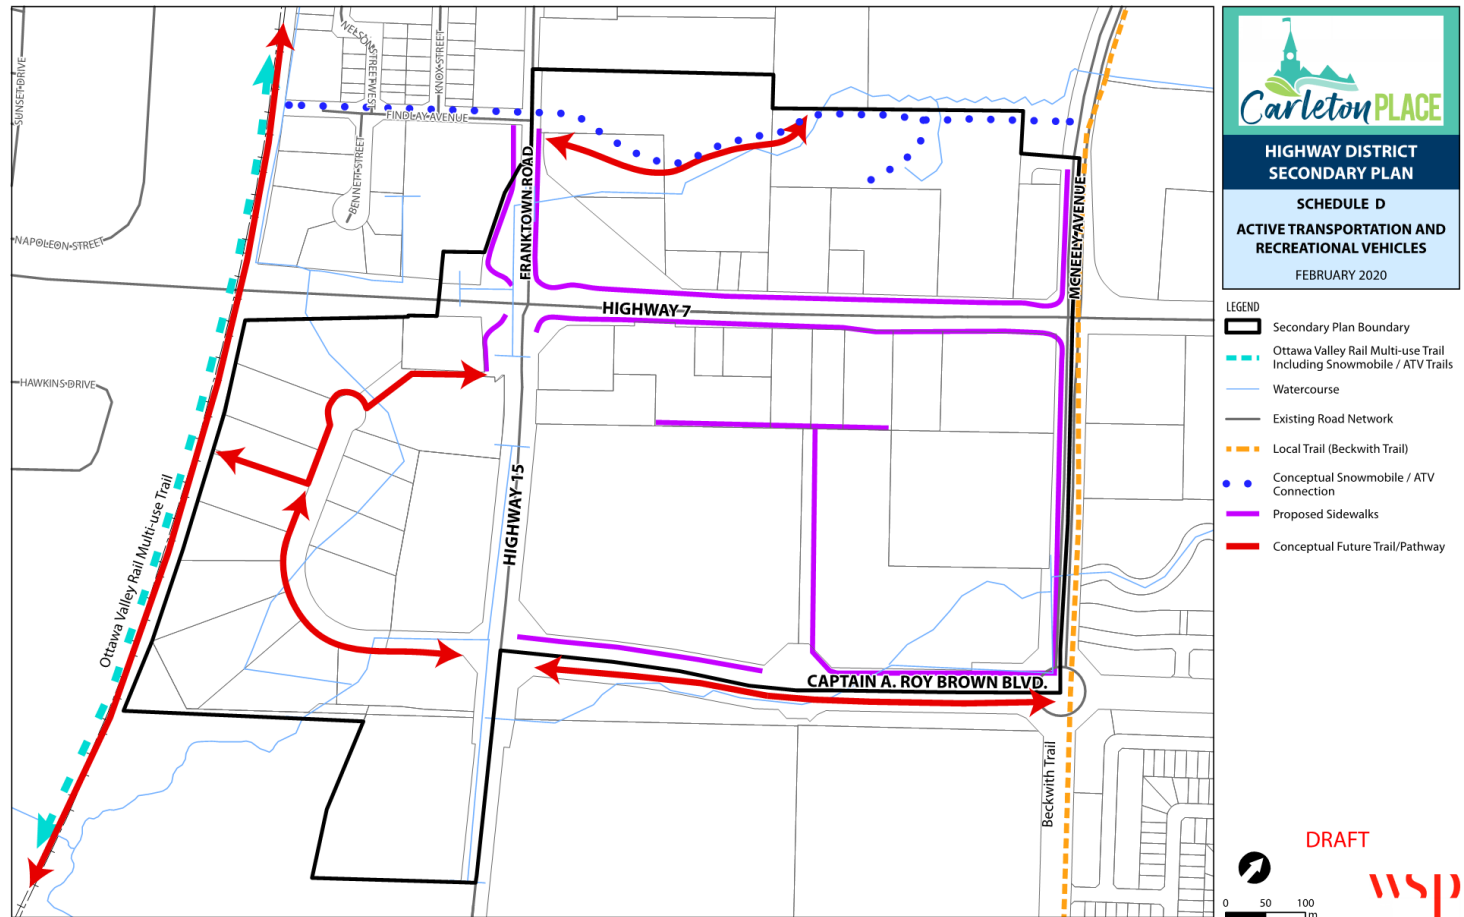 SUNSET DRIVE
NELSON STREET WEST
KNOX STREET
FINDLAY AVENUE
BENNETT STREET
FRANKTOWN ROAD
NAPOLEON STREET
MCNEELY AVENUE
HIGHWAY 7
HAWKINS DRIVE
HIGHWAY 15
Ottawa Valley Rail Multi-use Trail
CAPTAIN A. ROY BROWN BLVD.
Beckwith Trail
Carleton PLACE
HIGHWAY DISTRICT
SECONDARY PLAN
SCHEDULE D
ACTIVE TRANSPORTATION AND
RECREATIONAL VEHICLES
FEBRUARY 2020
LEGEND
Secondary Plan Boundary
Ottawa Valley Rail Multi-use Trail
Including Snowmobile / ATV Trails
Watercourse
Existing Road Network
Local Trail (Beckwith Trail)
Conceptual Snowmobile / ATV
Connection
Proposed Sidewalks
Conceptual Future Trail/Pathway
DRAFT
0 50 100
m
wsp